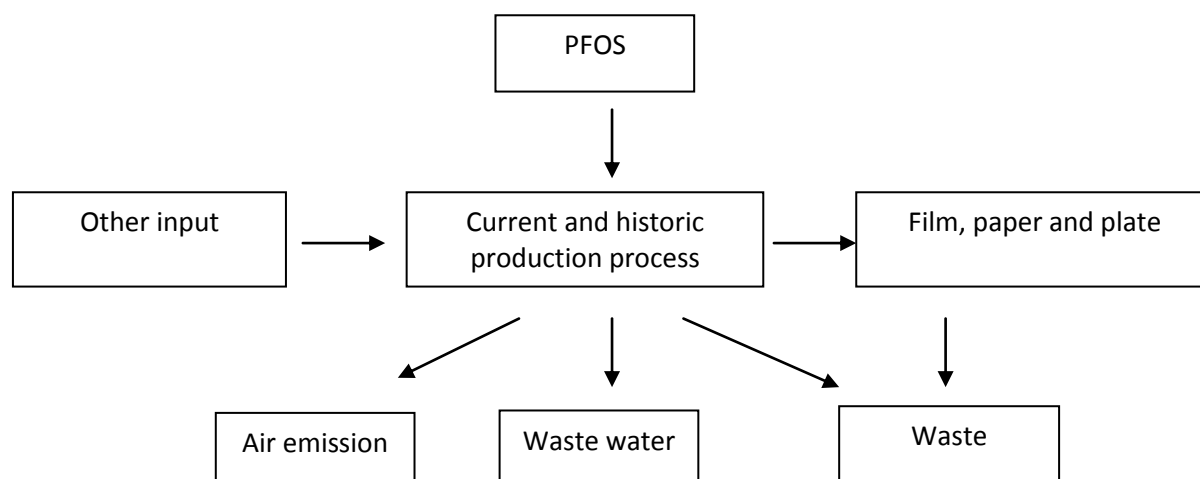 PFOS
Other input
Current and historic
production process
Film, paper and plate
Air emission
Waste water
Waste